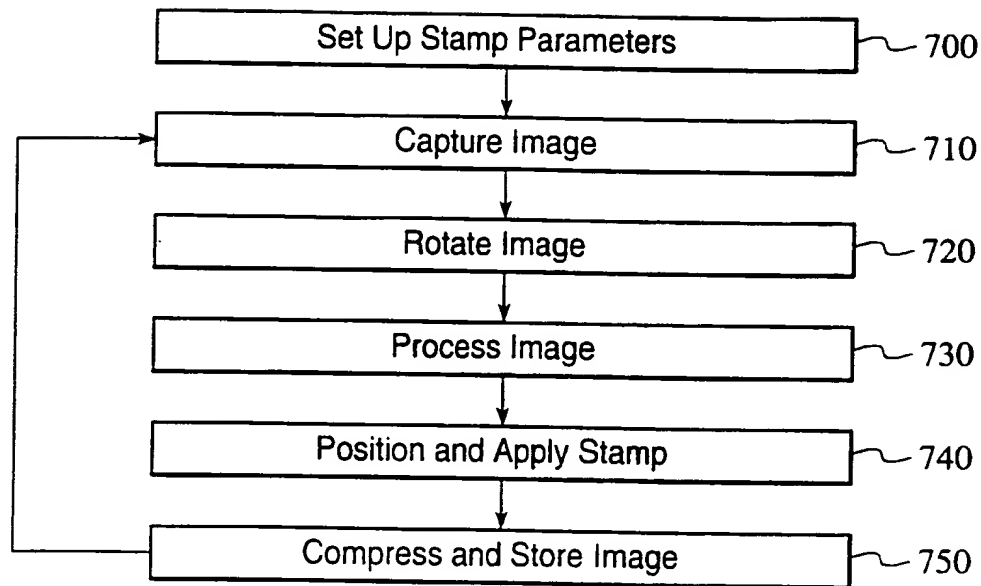 Set Up Stamp Parameters 700
Capture Image 710
Rotate Image 720
Process Image 730
Position and Apply Stamp 740
Compress and Store Image 750